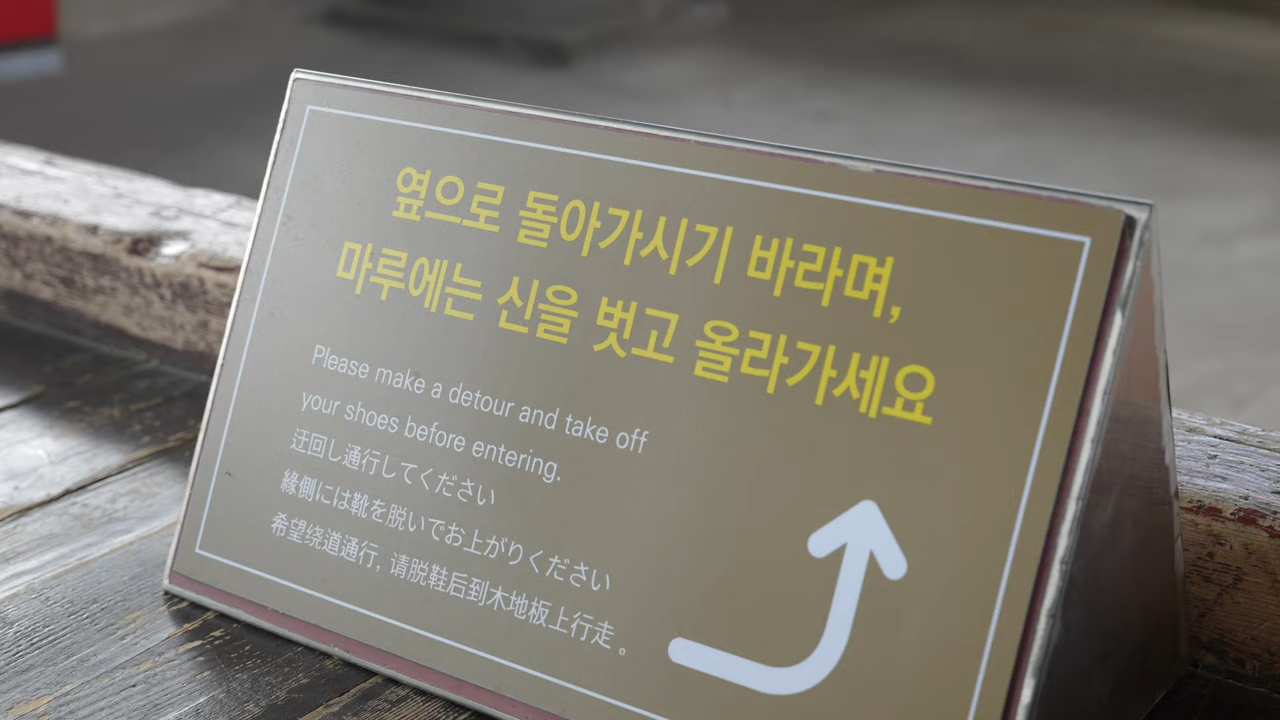 옆으로 돌아가시기 바라며,
마루에는 신을 벗고 올라가세요
Please make a detour and take off
your shoes before entering.
迂回し通行してください
縁側には靴を脱いでお上がりください
希望绕道通行, 请脱鞋后到木地板上行走。